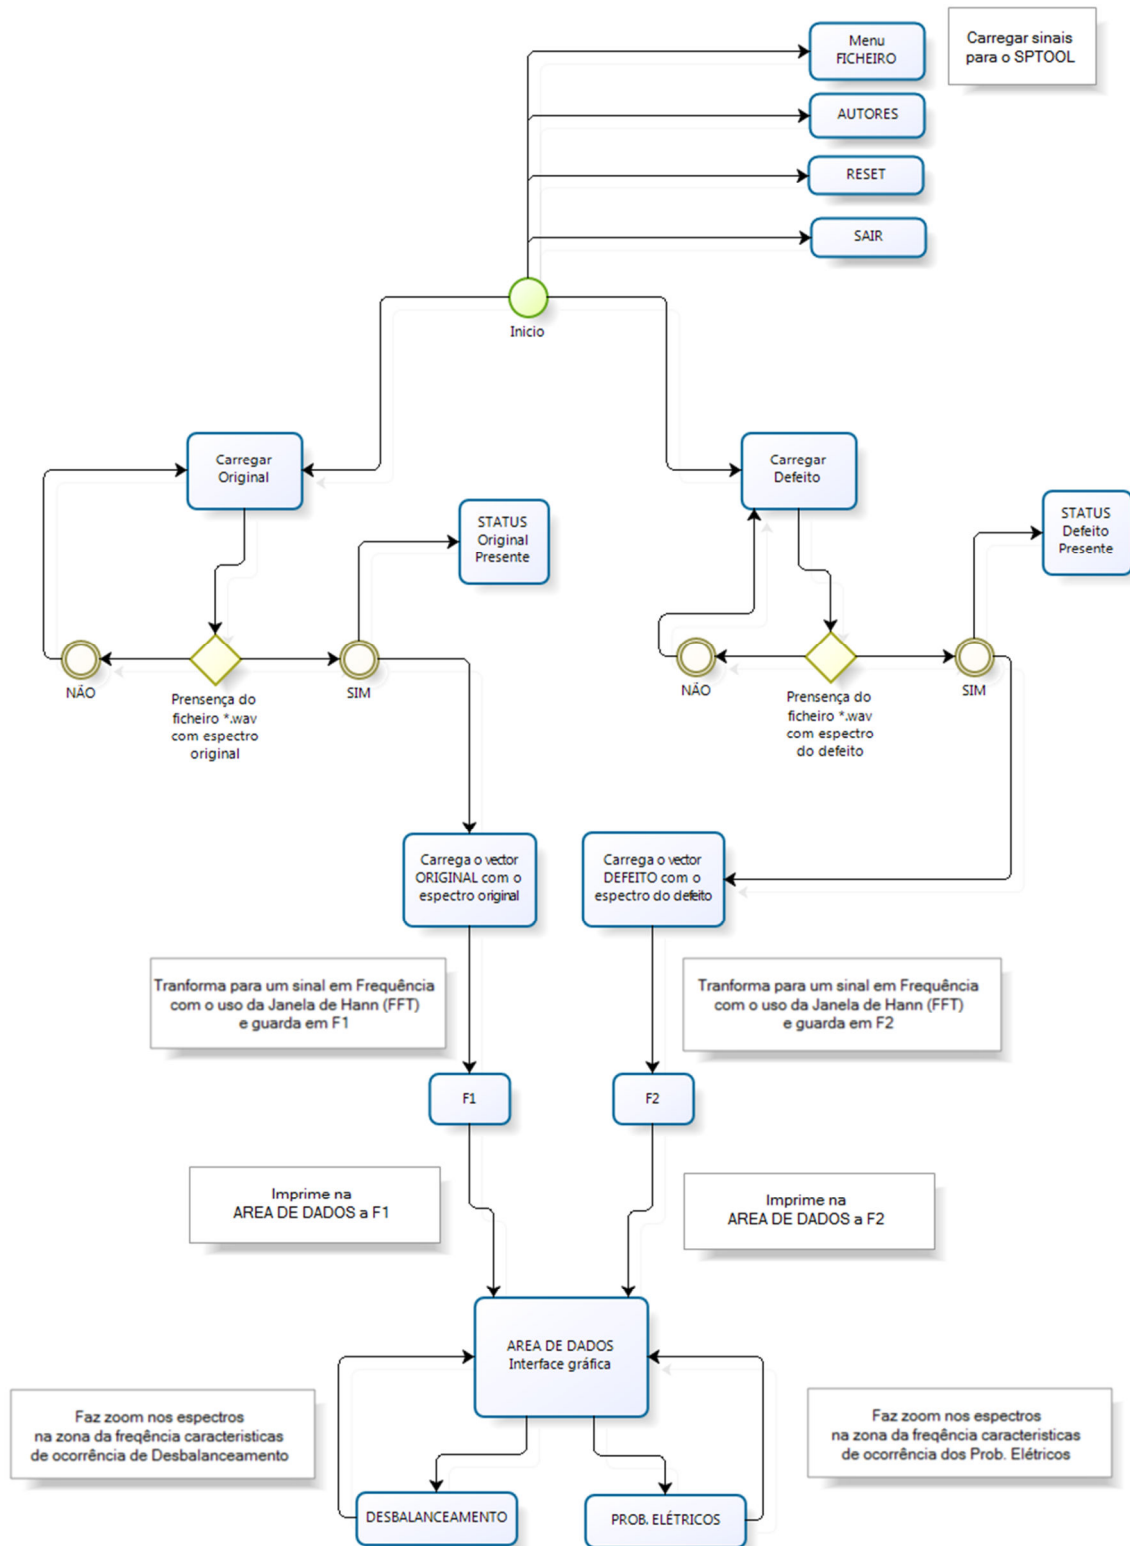 Menu
FICHEIRO
Carregar sinais
para o SPTOOL
AUTORES
RESET
SAIR
Inicio
Carregar
Original
Carregar
Defeito
STATUS
Original
Presente
STATUS
Defeito
Presente
NÃO
Prensença do
ficheiro *.wav
com espectro
original
SIM
NÃO
Prensença do
ficheiro *.wav
com espectro
do defeito
SIM
Carrega o vector
ORIGINAL com o
espectro original
Carrega o vector
DEFEITO com o
espectro do defeito
Tranforma para um sinal em Frequência
com o uso da Janela de Hann (FFT)
e guarda em F1
Tranforma para um sinal em Frequência
com o uso da Janela de Hann (FFT)
e guarda em F2
F1
F2
Imprime na
AREA DE DADOS a F1
Imprime na
AREA DE DADOS a F2
AREA DE DADOS
Interface gráfica
Faz zoom nos espectros
na zona da freqência caracteristicas
de ocorrência de Desbalanceamento
Faz zoom nos espectros
na zona da freqência caracteristicas
de ocorrência dos Prob. Elétricos
DESBALANCEAMENTO
PROB. ELÉTRICOS